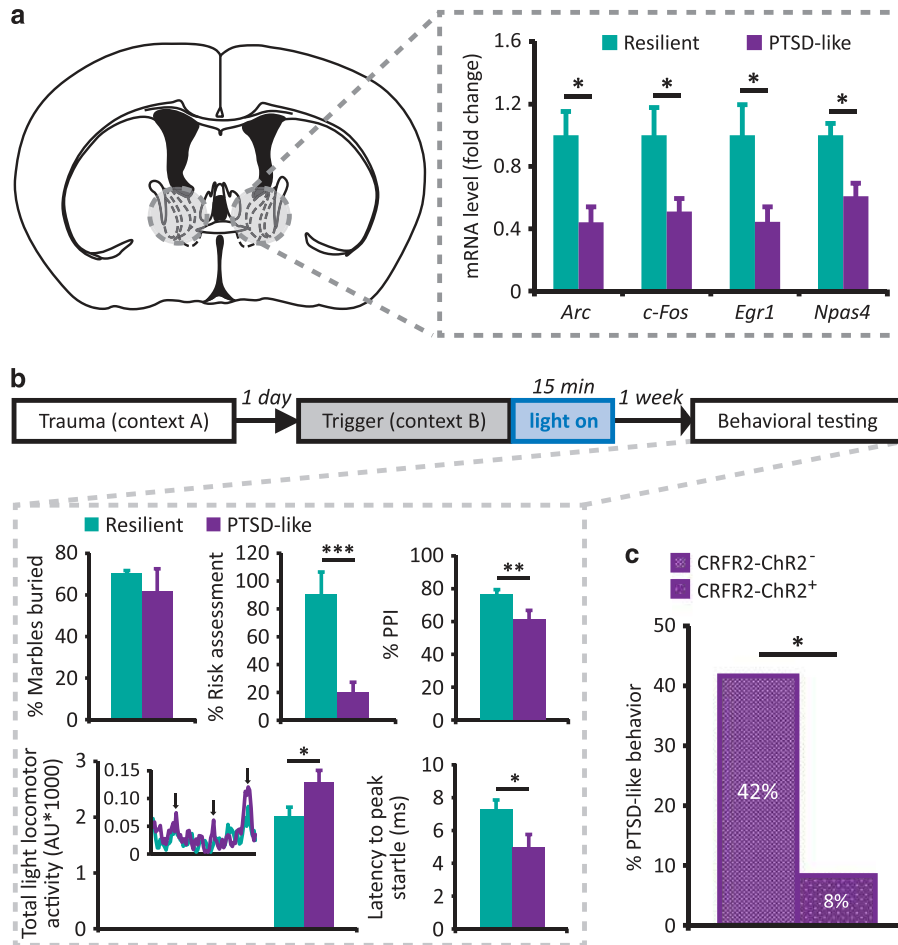 a
Resilient
PTSD-like
mRNA level (fold change)
1.6
1.2
0.8
0.4
0
*
*
*
*
Arc
c-Fos
Egr1
Npas4
b
Trauma (context A)
1 day
Trigger (context B)
15 min
light on
1 week
Behavioral testing
Resilient
PTSD-like
% Marbles buried
80
60
40
20
0
% Risk assessment
120
100
80
60
40
20
0
***
% PPI
100
80
60
40
20
0
**
Total light locomotor
activity (AU*1000)
3
2
1
0
0.15
0.10
0.05
0
*
Latency to peak
startle (ms)
10
8
6
4
2
0
*
c
CRFR2-ChR2⁻
CRFR2-ChR2⁺
% PTSD-like behavior
50
40
30
20
10
0
*
42%
8%